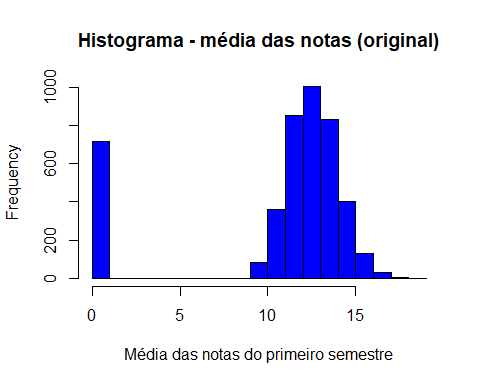 Histograma - média das notas (original)
Frequency
0
200
600
1000
0
5
10
15
Média das notas do primeiro semestre